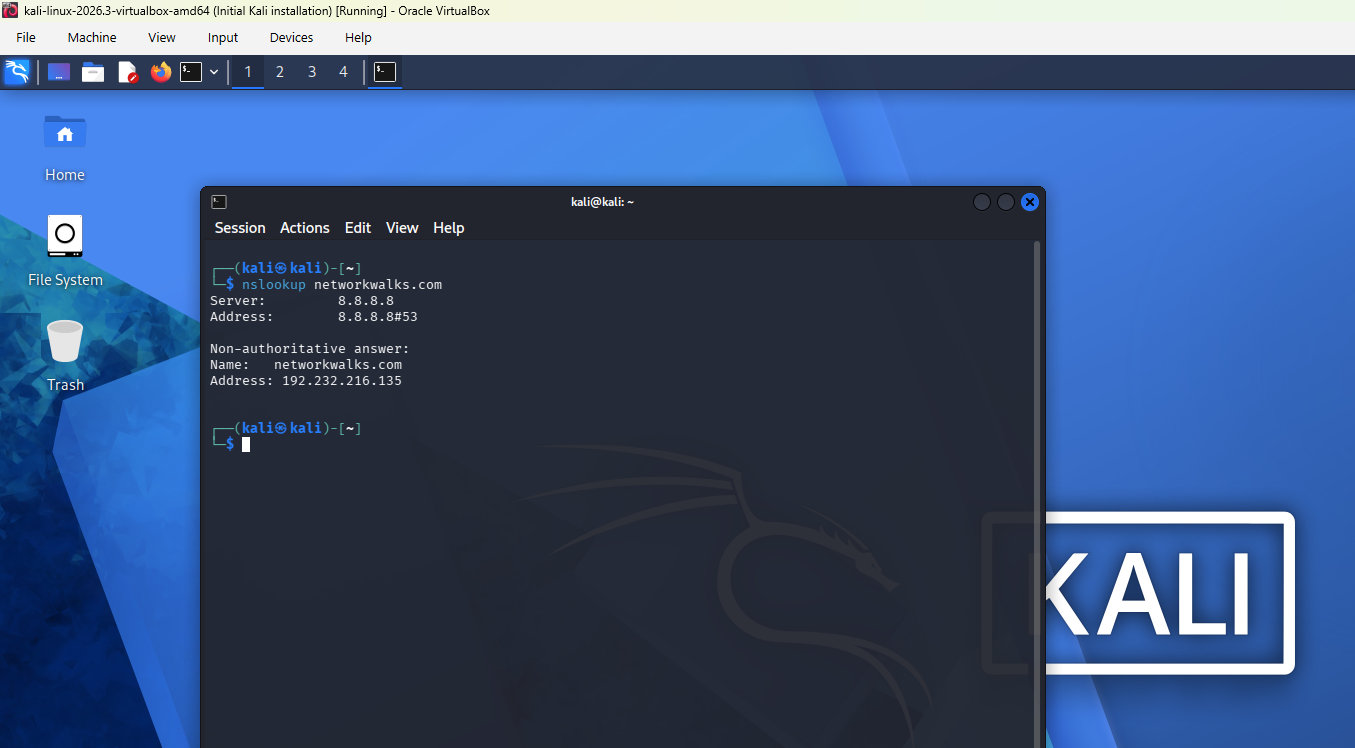 kali-linux-2026.3-virtualbox-amd64 (Initial Kali installation) [Running] - Oracle VirtualBox
File Machine View Input Devices Help
1 2 3 4
Home
File System
Trash
kali@kali: ~
Session Actions Edit View Help
┌──(kali㉿kali)-[~]
└─$ nslookup networkwalks.com
Server:         8.8.8.8
Address:        8.8.8.8#53
Non-authoritative answer:
Name:   networkwalks.com
Address: 192.232.216.135
┌──(kali㉿kali)-[~]
└─$
KALI